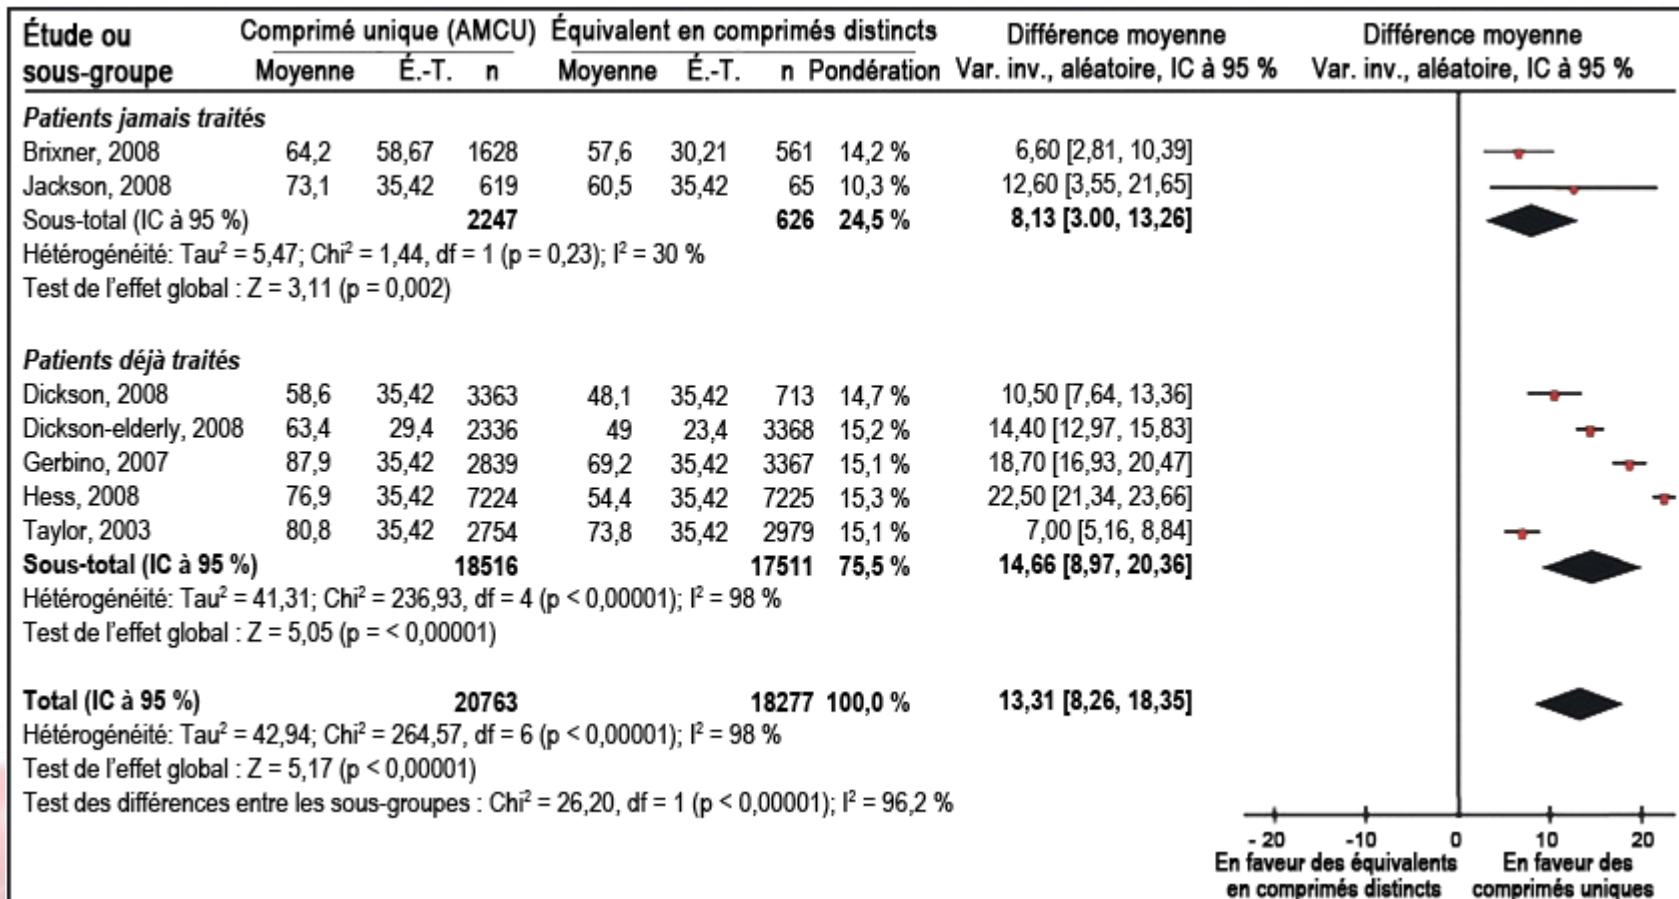 Étude ou Comprimé unique (AMCU) Équivalent en comprimés distincts Différence moyenne Différence moyenne
sous-groupe Moyenne É.-T. n Moyenne É.-T. n Pondération Var. inv., aléatoire, IC à 95 % Var. inv., aléatoire, IC à 95 %
Patients jamais traités
Brixner, 2008 64,2 58,67 1628 57,6 30,21 561 14,2 % 6,60 [2,81, 10,39]
Jackson, 2008 73,1 35,42 619 60,5 35,42 65 10,3 % 12,60 [3,55, 21,65]
Sous-total (IC à 95 %) 2247 626 24,5 % 8,13 [3.00, 13,26]
Hétérogénéité: Tau² = 5,47; Chi² = 1,44, df = 1 (p = 0,23); I² = 30 %
Test de l'effet global : Z = 3,11 (p = 0,002)
Patients déjà traités
Dickson, 2008 58,6 35,42 3363 48,1 35,42 713 14,7 % 10,50 [7,64, 13,36]
Dickson-elderly, 2008 63,4 29,4 2336 49 23,4 3368 15,2 % 14,40 [12,97, 15,83]
Gerbino, 2007 87,9 35,42 2839 69,2 35,42 3367 15,1 % 18,70 [16,93, 20,47]
Hess, 2008 76,9 35,42 7224 54,4 35,42 7225 15,3 % 22,50 [21,34, 23,66]
Taylor, 2003 80,8 35,42 2754 73,8 35,42 2979 15,1 % 7,00 [5,16, 8,84]
Sous-total (IC à 95 %) 18516 17511 75,5 % 14,66 [8,97, 20,36]
Hétérogénéité: Tau² = 41,31; Chi² = 236,93, df = 4 (p < 0,00001); I² = 98 %
Test de l'effet global : Z = 5,05 (p = < 0,00001)
Total (IC à 95 %) 20763 18277 100,0 % 13,31 [8,26, 18,35]
Hétérogénéité: Tau² = 42,94; Chi² = 264,57, df = 6 (p < 0,00001); I² = 98 %
Test de l'effet global : Z = 5,17 (p < 0,00001)
Test des différences entre les sous-groupes : Chi² = 26,20, df = 1 (p < 0,00001); I² = 96,2 %
- 20 -10 0 10 20
En faveur des équivalents En faveur des
en comprimés distincts comprimés uniques